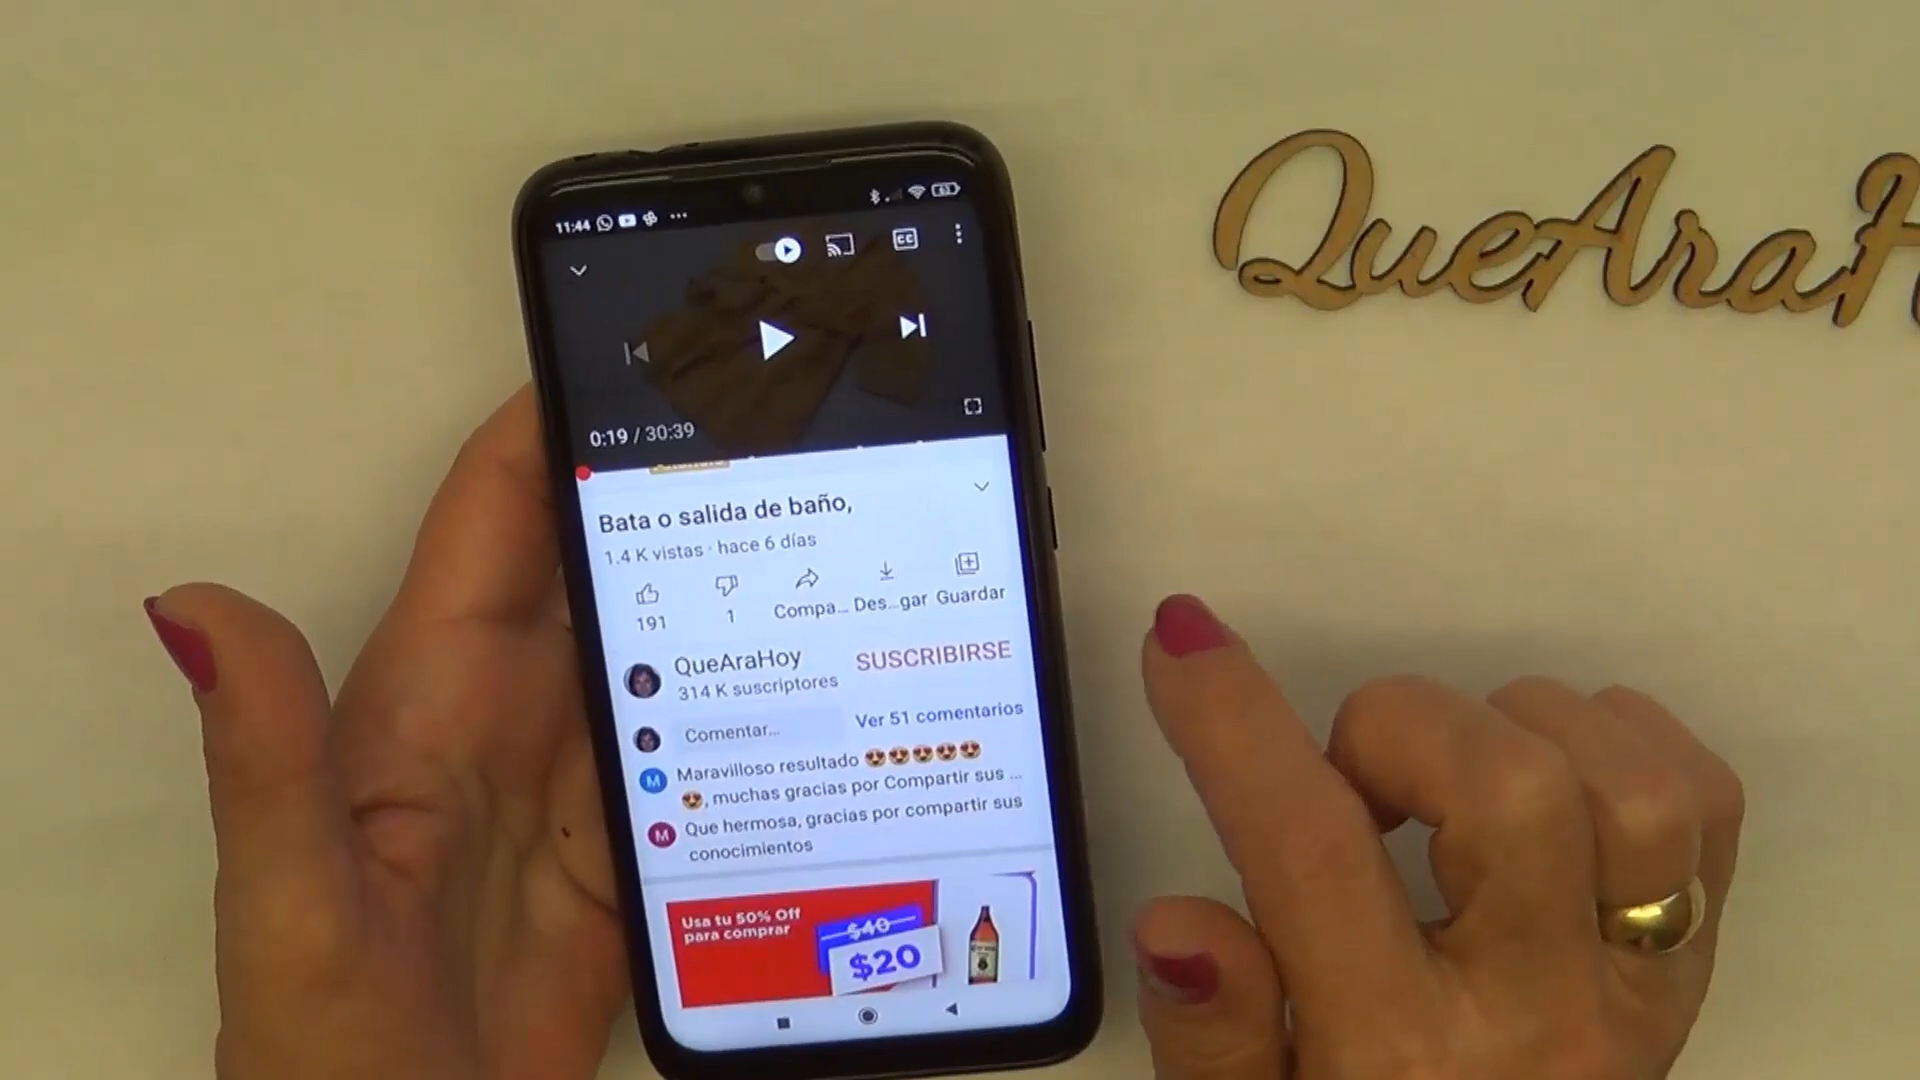 QueAraH
11:44
63
CC
0:19 / 30:39
Bata o salida de baño,
1.4 K vistas · hace 6 días
191
1
Compa... Des...gar Guardar
QueAraHoy
SUSCRIBIRSE
314 K suscriptores
Comentar...
Ver 51 comentarios
M
Maravilloso resultado 😍😍😍😍😍
😍, muchas gracias por Compartir sus ...
M
Que hermosa, gracias por compartir sus
conocimientos
Usa tu 50% Off
para comprar
$40
$20